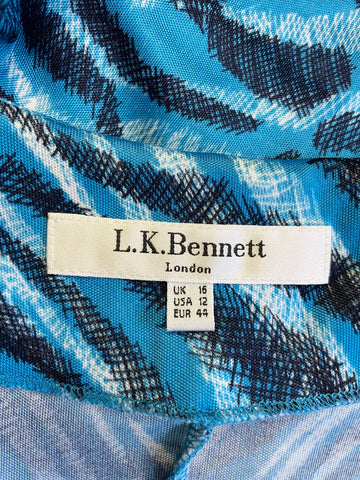 L.K.Bennett
London
UK 16
USA 12
EUR 44